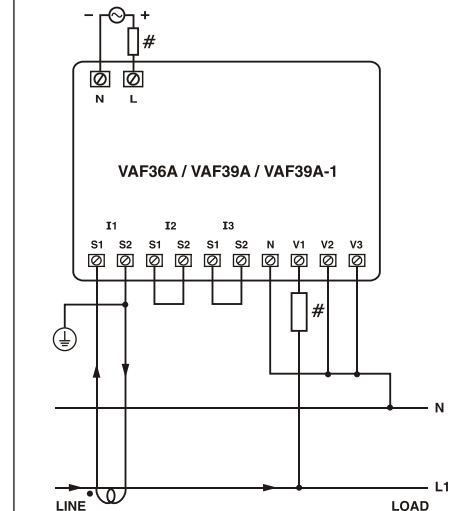 − +
#
N L
VAF36A / VAF39A / VAF39A-1
I1 I2 I3
S1 S2 S1 S2 S1 S2 N V1 V2 V3
#
N
L1
LINE LOAD